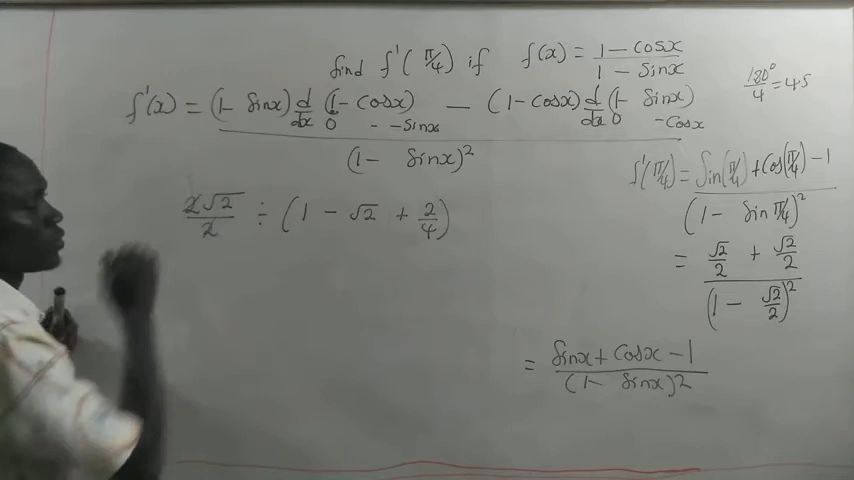 find f'(π/4) if f(x) = (1 - cosx)/(1 - sinx)
180°/4 = 45
f'(x) = (1- sinx) d/dx (1- cosx) - (1-cosx) d/dx (1- sinx)
0 - -sinx 0 -cosx
(1- sinx)²
f'(π/4) = sin(π/4) + cos(π/4) - 1
(1 - sin π/4)²
2√2/2 ÷ (1 - √2 + 2/4)
= √2/2 + √2/2
(1 - √2/2)²
= sinx + cosx - 1
(1- sinx)2